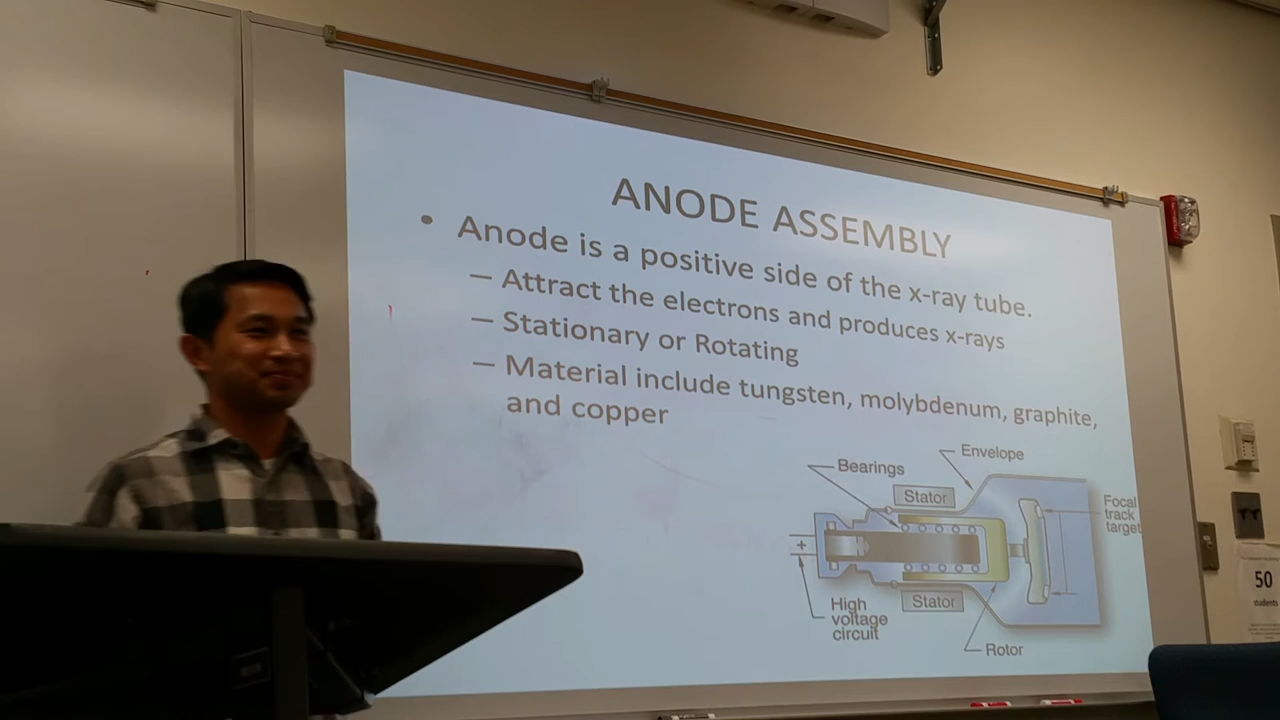 ANODE ASSEMBLY
• Anode is a positive side of the x-ray tube.
– Attract the electrons and produces x-rays
– Stationary or Rotating
– Material include tungsten, molybdenum, graphite,
and copper
Envelope
Bearings
Stator
Focal
track
target
+
Stator
High
voltage
circuit
Rotor
50
students